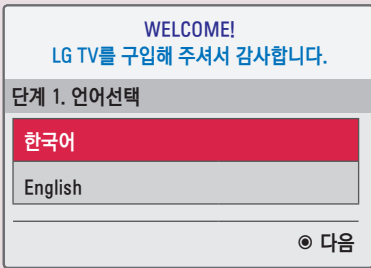 WELCOME!
LG TV를 구입해 주셔서 감사합니다.
단계 1. 언어선택
한국어
English
◉ 다음